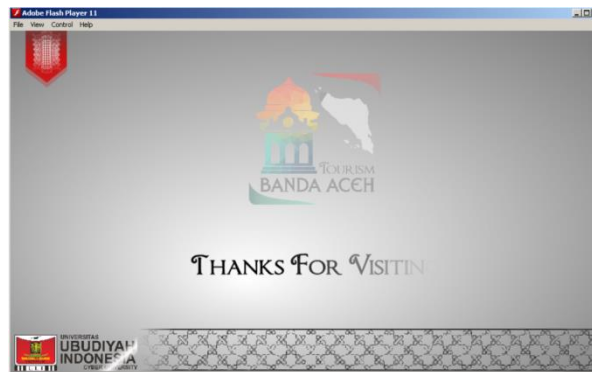 Adobe Flash Player 11
File View Control Help
TOURISM
BANDA ACEH
THANKS FOR VISITIN
UNIVERSITAS
UBUDIYAH
INDONESIA